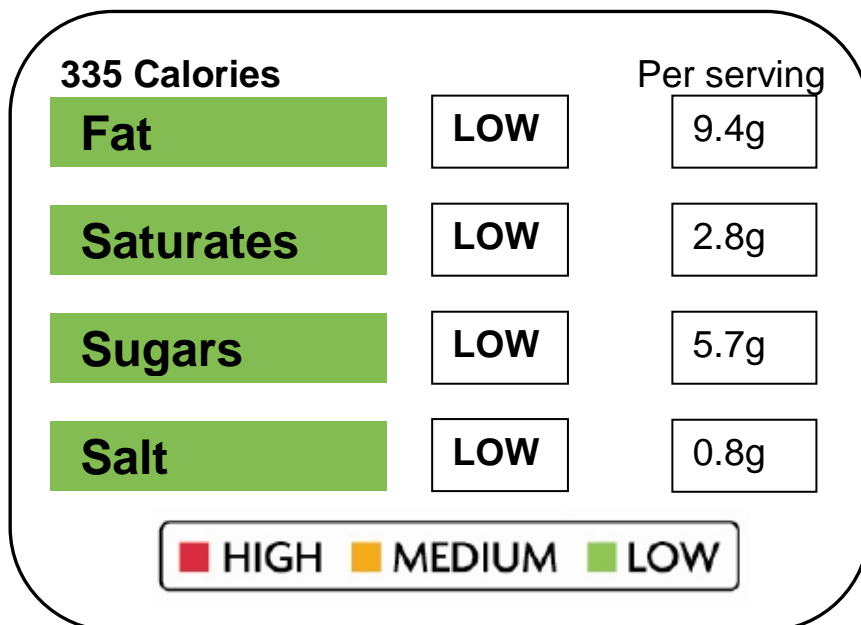 335 Calories Per serving
Fat LOW 9.4g
Saturates LOW 2.8g
Sugars LOW 5.7g
Salt LOW 0.8g
HIGH MEDIUM LOW